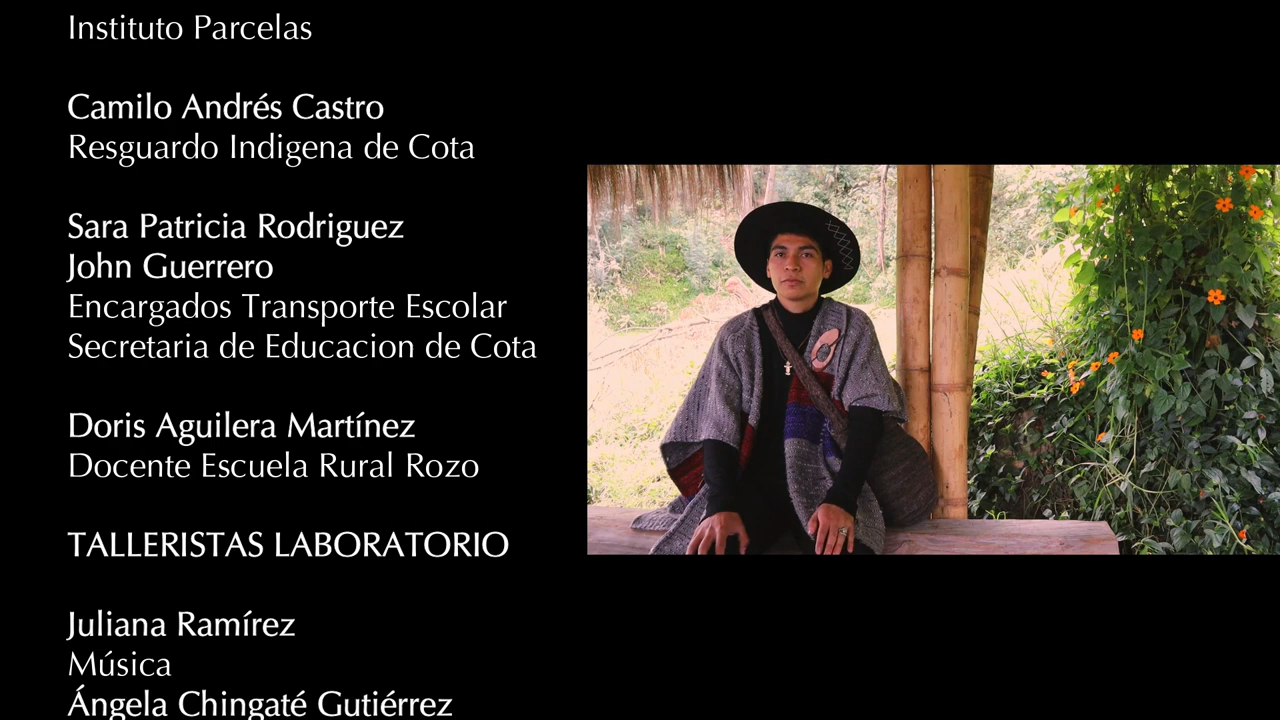 Instituto Parcelas
Camilo Andrés Castro
Resguardo Indigena de Cota
Sara Patricia Rodriguez
John Guerrero
Encargados Transporte Escolar
Secretaria de Educacion de Cota
Doris Aguilera Martínez
Docente Escuela Rural Rozo
TALLERISTAS LABORATORIO
Juliana Ramírez
Música
Ángela Chingaté Gutiérrez